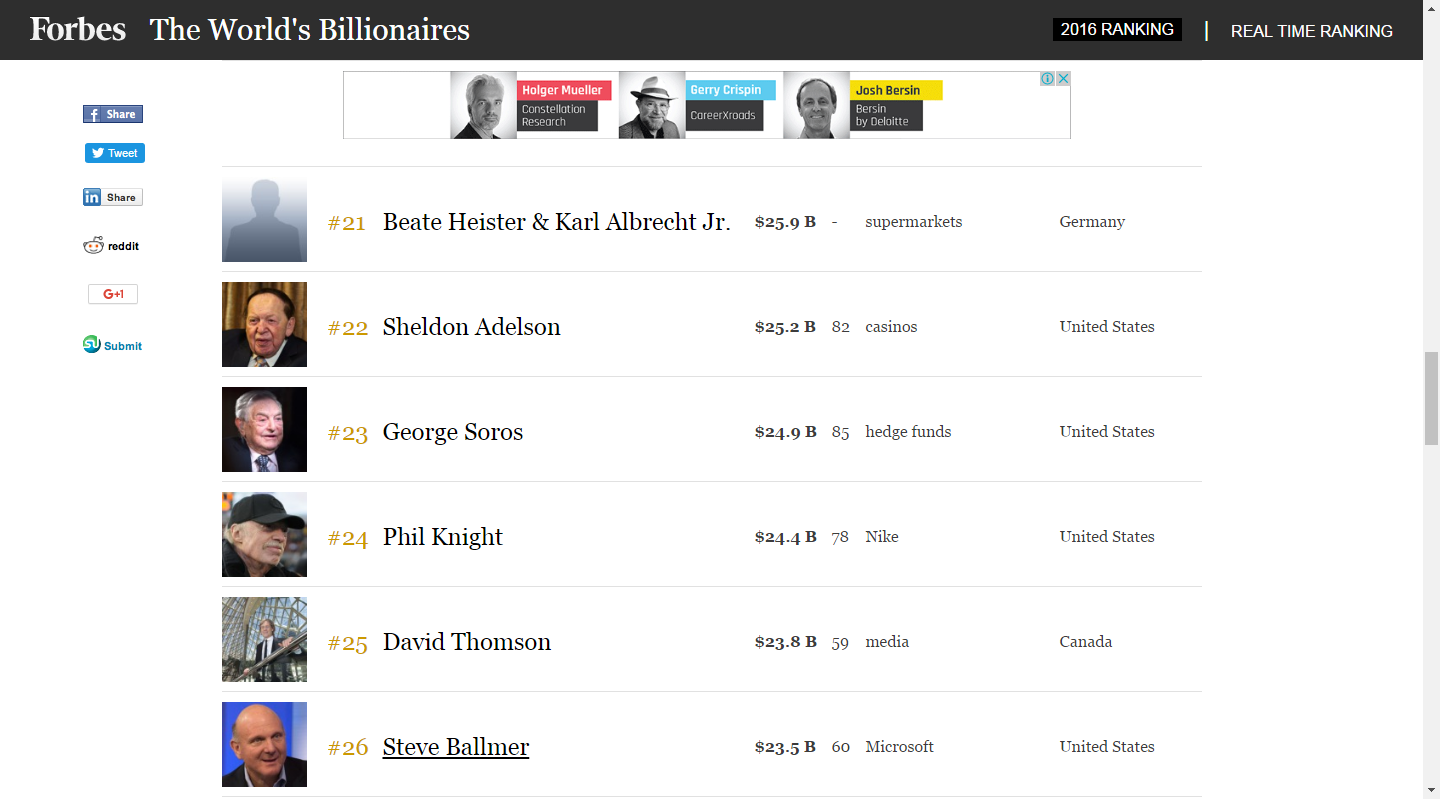 Forbes The World's Billionaires 2016 RANKING | REAL TIME RANKING
Holger Mueller
Constellation
Research
Gerry Crispin
CareerXroads
Josh Bersin
Bersin
by Deloitte
f Share
Tweet
in Share
reddit
G+1
Submit
#21 Beate Heister & Karl Albrecht Jr. $25.9 B - supermarkets Germany
#22 Sheldon Adelson $25.2 B 82 casinos United States
#23 George Soros $24.9 B 85 hedge funds United States
#24 Phil Knight $24.4 B 78 Nike United States
#25 David Thomson $23.8 B 59 media Canada
#26 Steve Ballmer $23.5 B 60 Microsoft United States